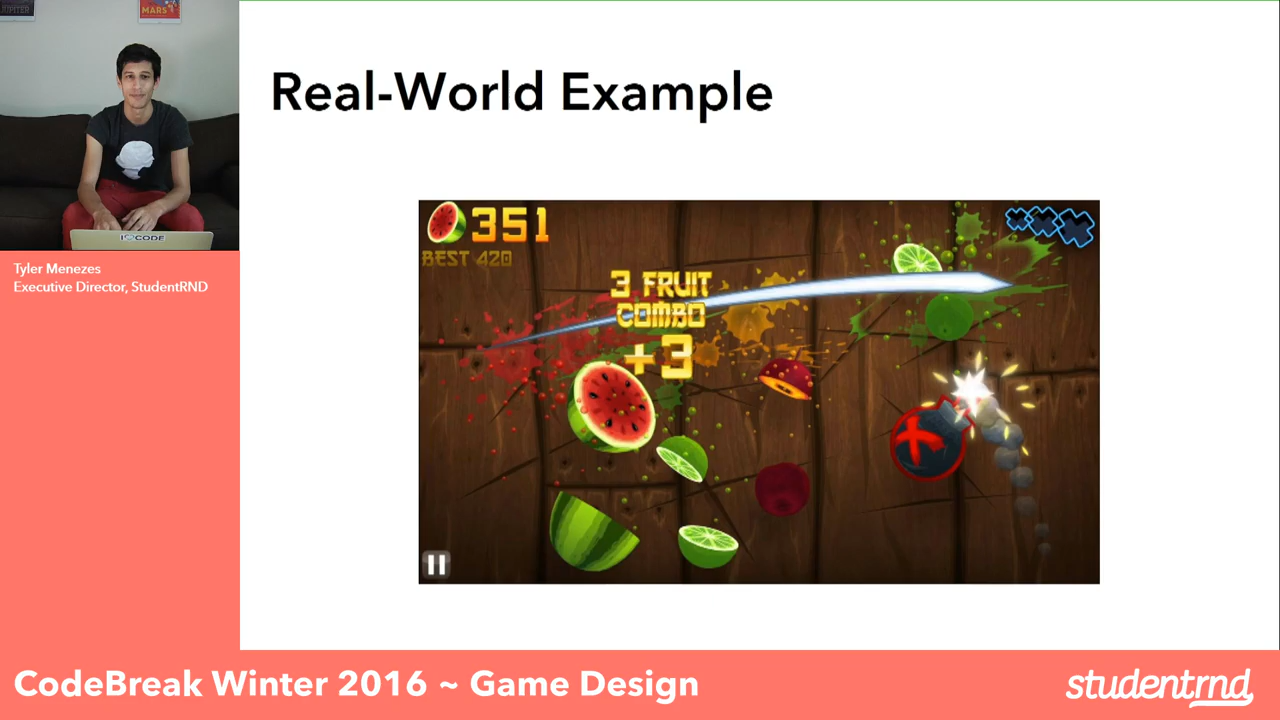 JUPITER
MARS
I CODE
Tyler Menezes
Executive Director, StudentRND
Real-World Example
351
BEST 420
3 FRUIT
COMBO
+3
CodeBreak Winter 2016 ~ Game Design
studentrnd